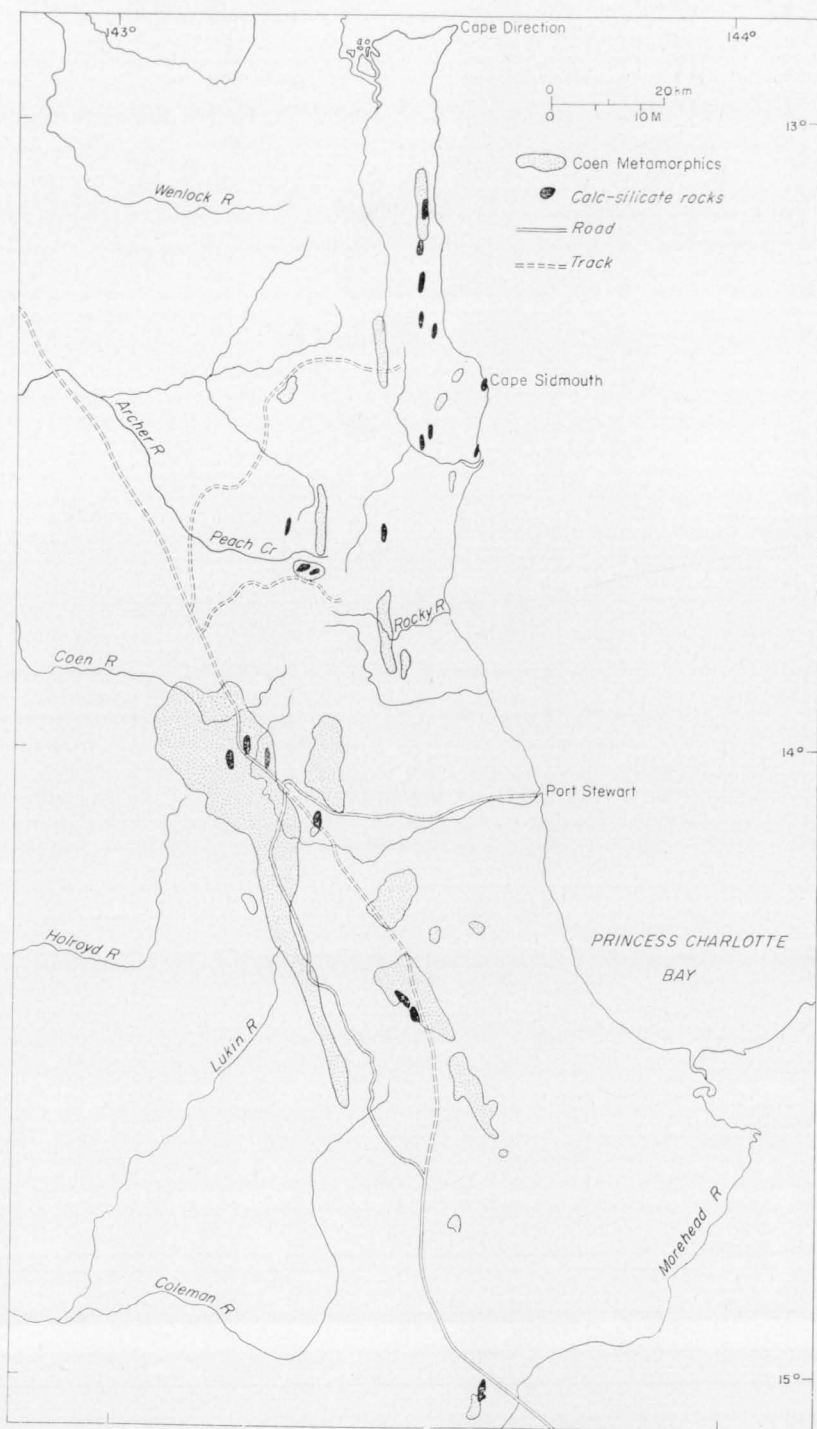 143°
Cape Direction
144°
0 20 km
0 10 M
13°
Coen Metamorphics
Calc-silicate rocks
Road
Track
Wenlock R
Cape Sidmouth
Archer R
Peach Cr
Rocky R
Coen R
14°
Port Stewart
Holroyd R
PRINCESS CHARLOTTE
BAY
Lukin R
Morehead R
Coleman R
15°